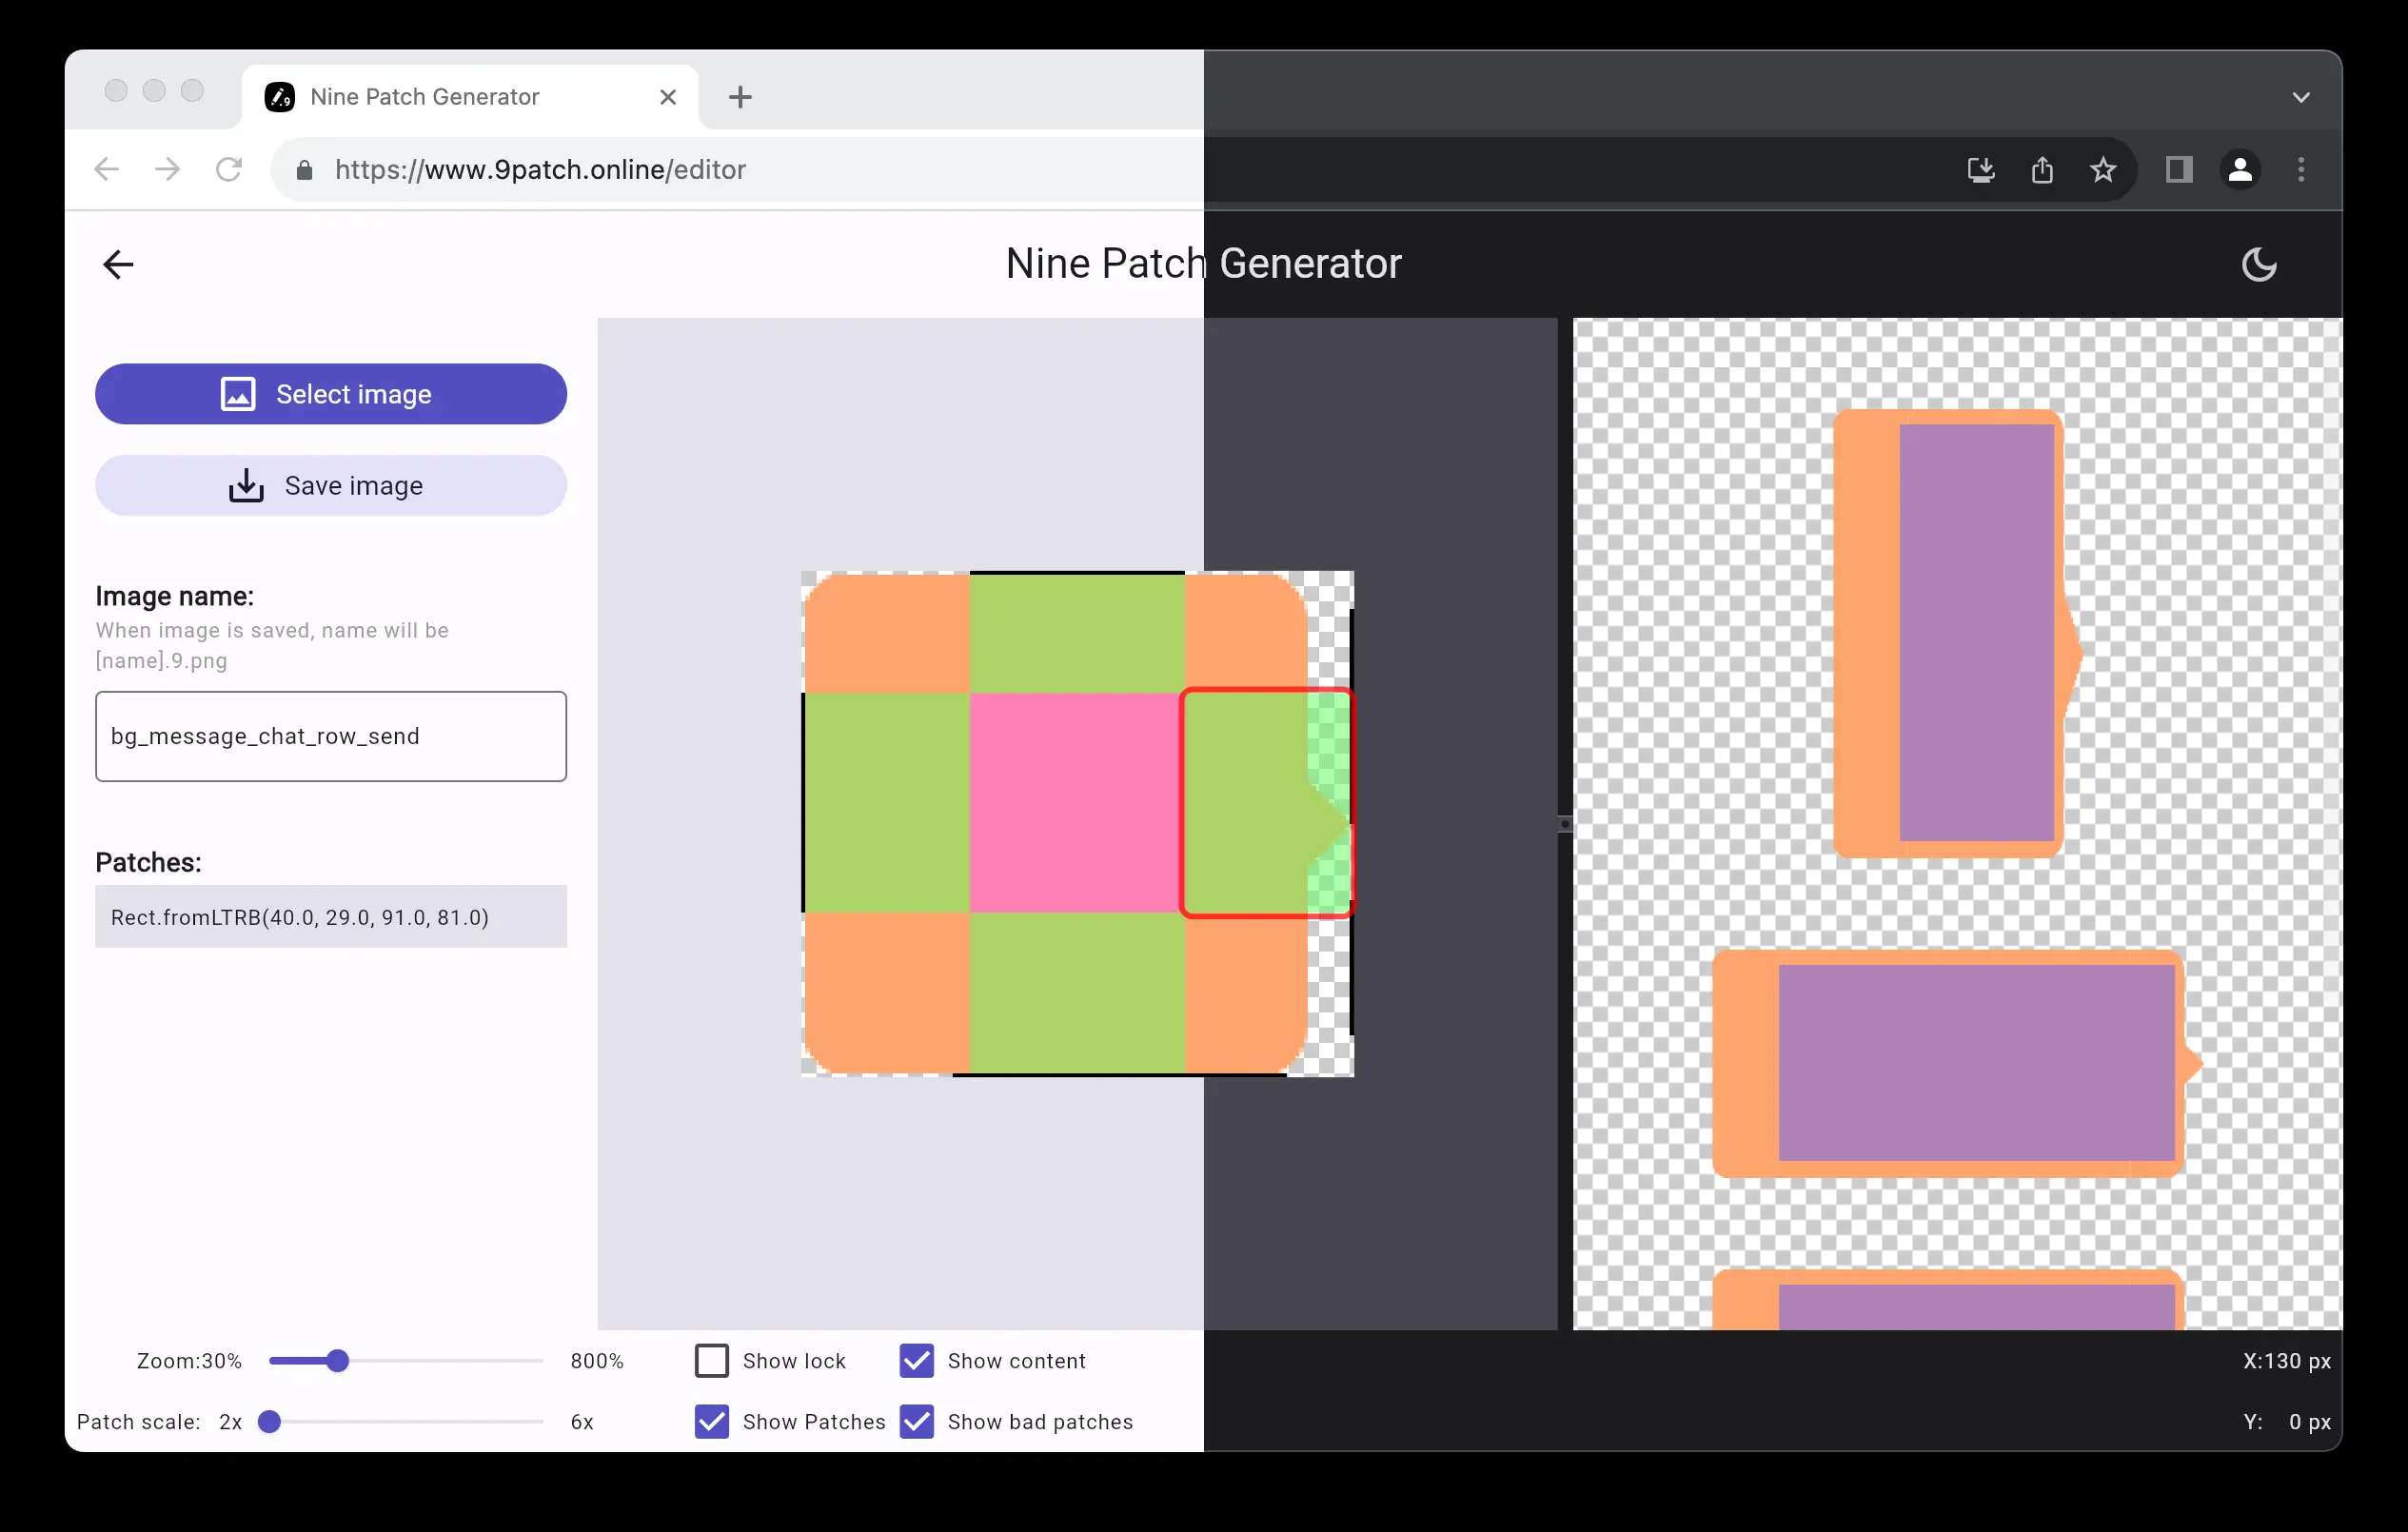 Nine Patch Generator
https://www.9patch.online/editor
Nine Patch Generator
Select image
Save image
Image name:
When image is saved, name will be
[name].9.png
bg_message_chat_row_send
Patches:
Rect.fromLTRB(40.0, 29.0, 91.0, 81.0)
Zoom:30% 800% Show lock Show content X:130 px
Patch scale: 2x 6x Show Patches Show bad patches Y: 0 px